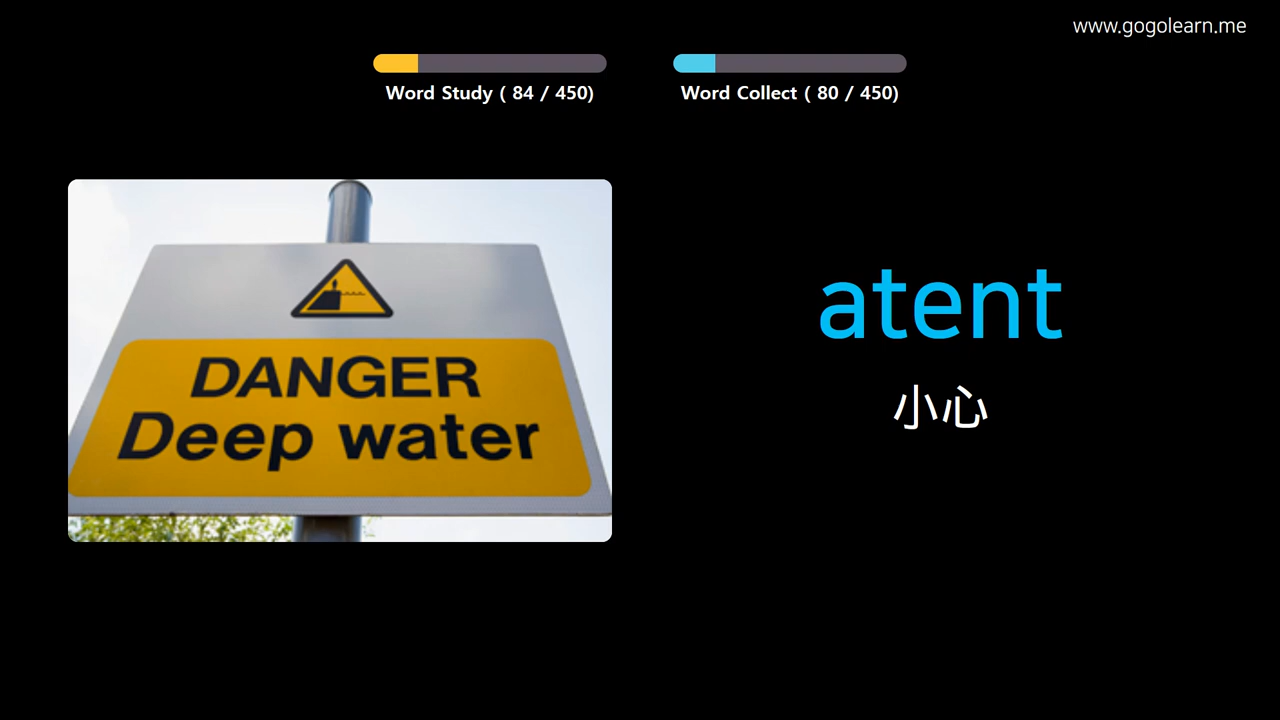 www.gogolearn.me
Word Study ( 84 / 450)
Word Collect ( 80 / 450)
DANGER
Deep water
atent
小心